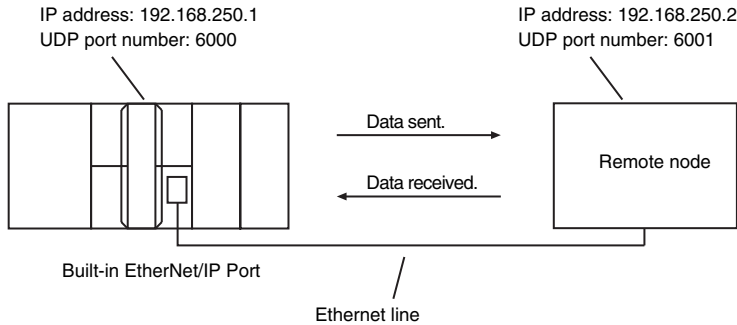 IP address: 192.168.250.1
UDP port number: 6000
IP address: 192.168.250.2
UDP port number: 6001
Data sent.
Data received.
Remote node
Built-in EtherNet/IP Port
Ethernet line